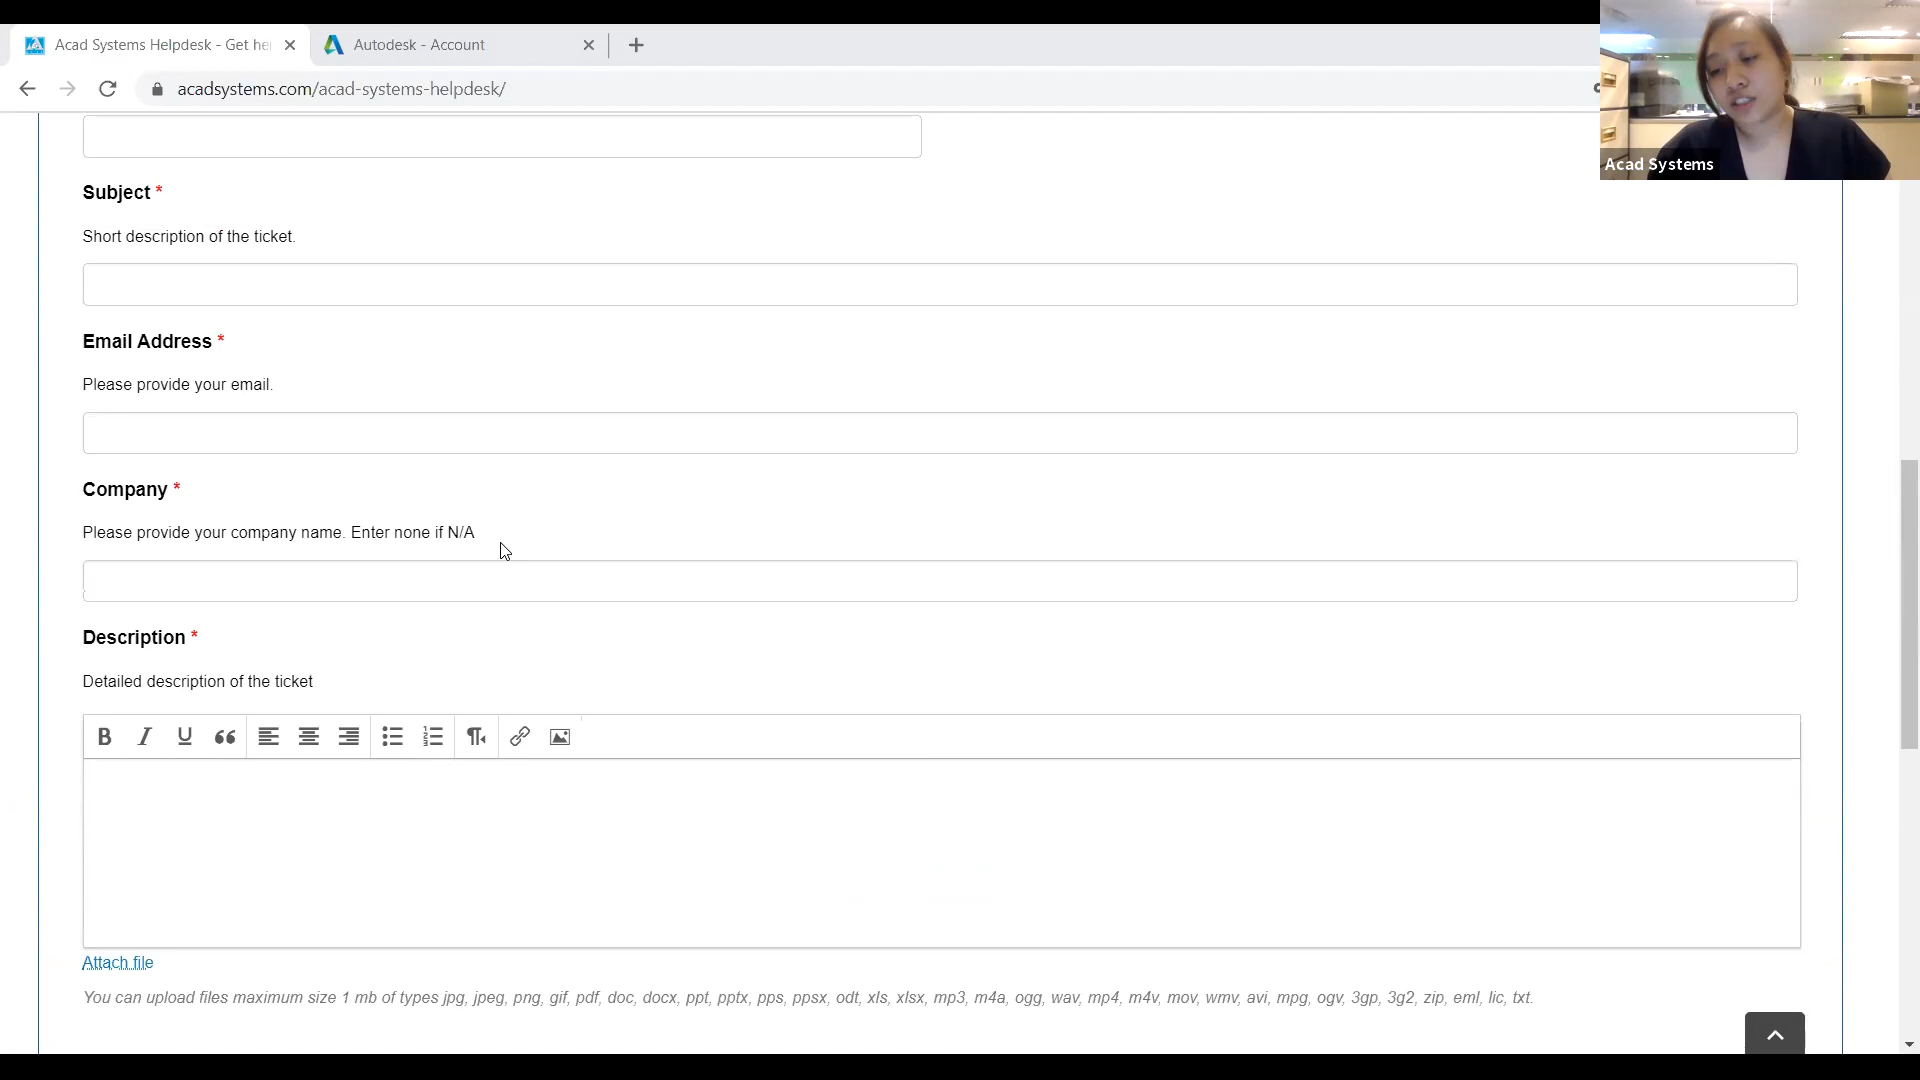 Acad Systems Helpdesk - Get he
Autodesk - Account
acadsystems.com/acad-systems-helpdesk/
Acad Systems
Subject *
Short description of the ticket.
Email Address *
Please provide your email.
Company *
Please provide your company name. Enter none if N/A
Description *
Detailed description of the ticket
Attach file
You can upload files maximum size 1 mb of types jpg, jpeg, png, gif, pdf, doc, docx, ppt, pptx, pps, ppsx, odt, xls, xlsx, mp3, m4a, ogg, wav, mp4, m4v, mov, wmv, avi, mpg, ogv, 3gp, 3g2, zip, eml, lic, txt.